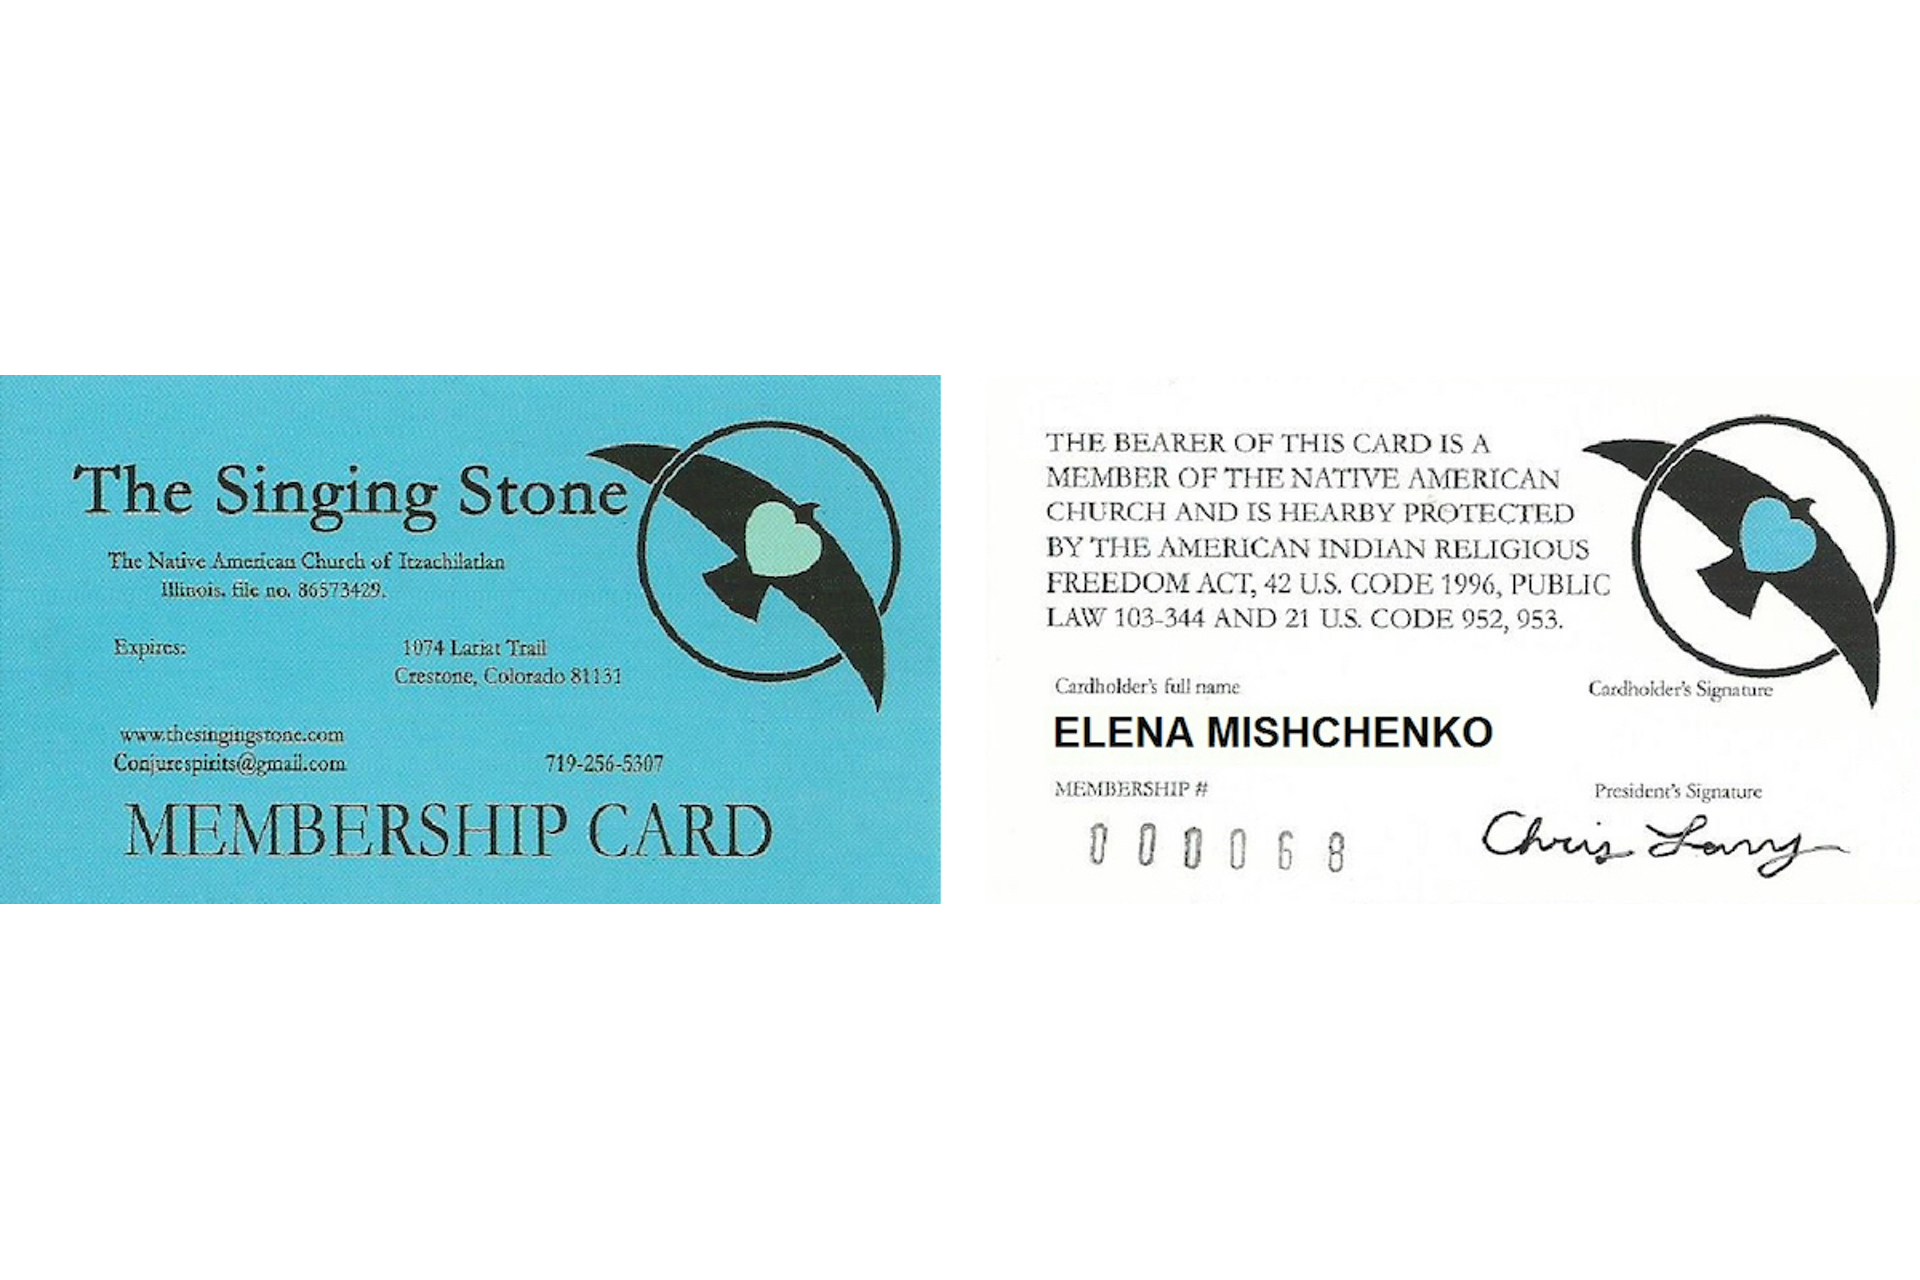 The Singing Stone
The Native American Church of Itzachilatlan
Illinois. file no. 86573429.
Expires:
1074 Lariat Trail
Crestone, Colorado 81131
www.thesingingstone.com
Conjurespirits@gmail.com
719-256-5307
MEMBERSHIP CARD
THE BEARER OF THIS CARD IS A
MEMBER OF THE NATIVE AMERICAN
CHURCH AND IS HEARBY PROTECTED
BY THE AMERICAN INDIAN RELIGIOUS
FREEDOM ACT, 42 U.S. CODE 1996, PUBLIC
LAW 103-344 AND 21 U.S. CODE 952, 953.
Cardholder's full name
Cardholder's Signature
ELENA MISHCHENKO
MEMBERSHIP #
President's Signature
000068
Chris Larry